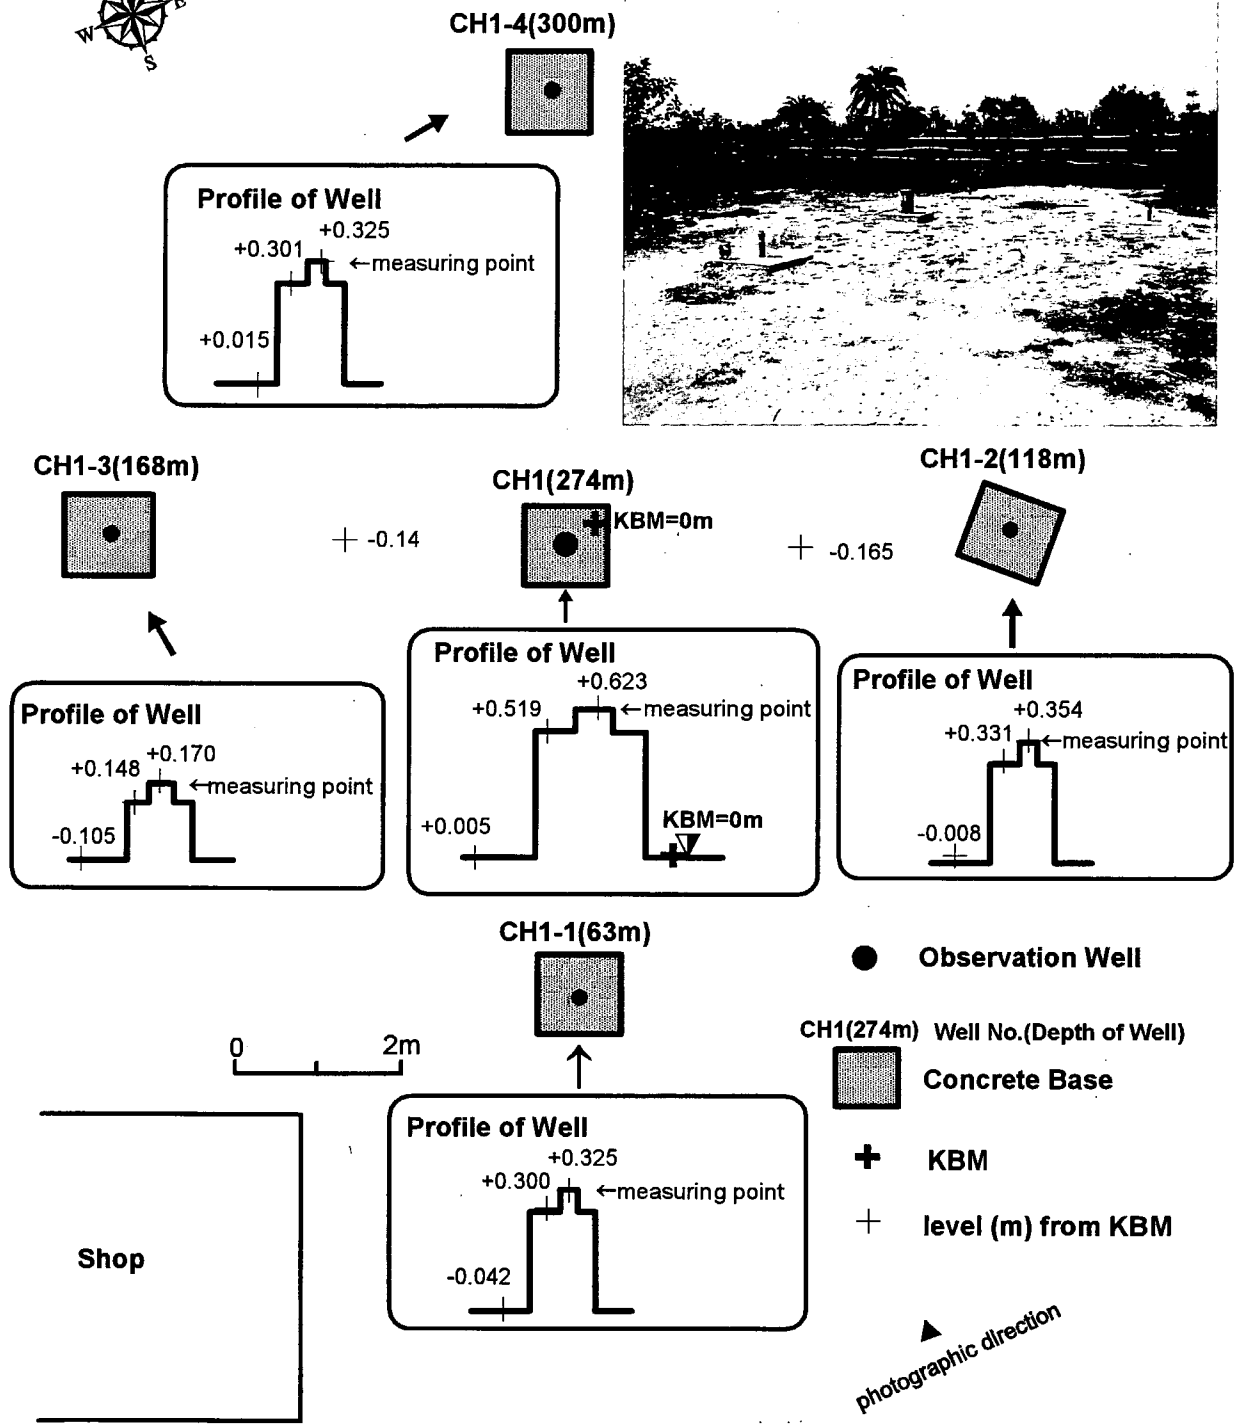 W
S
CH1-4(300m)
Profile of Well
+0.325
+0.301
←measuring point
+0.015
CH1-3(168m)
CH1(274m)
CH1-2(118m)
KBM=0m
-0.14
-0.165
Profile of Well
+0.170
+0.148
←measuring point
-0.105
Profile of Well
+0.623
+0.519
←measuring point
+0.005
KBM=0m
Profile of Well
+0.354
+0.331
←measuring point
-0.008
CH1-1(63m)
Observation Well
CH1(274m) Well No.(Depth of Well)
Concrete Base
KBM
level (m) from KBM
0 2m
Profile of Well
+0.325
+0.300
←measuring point
-0.042
Shop
photographic direction